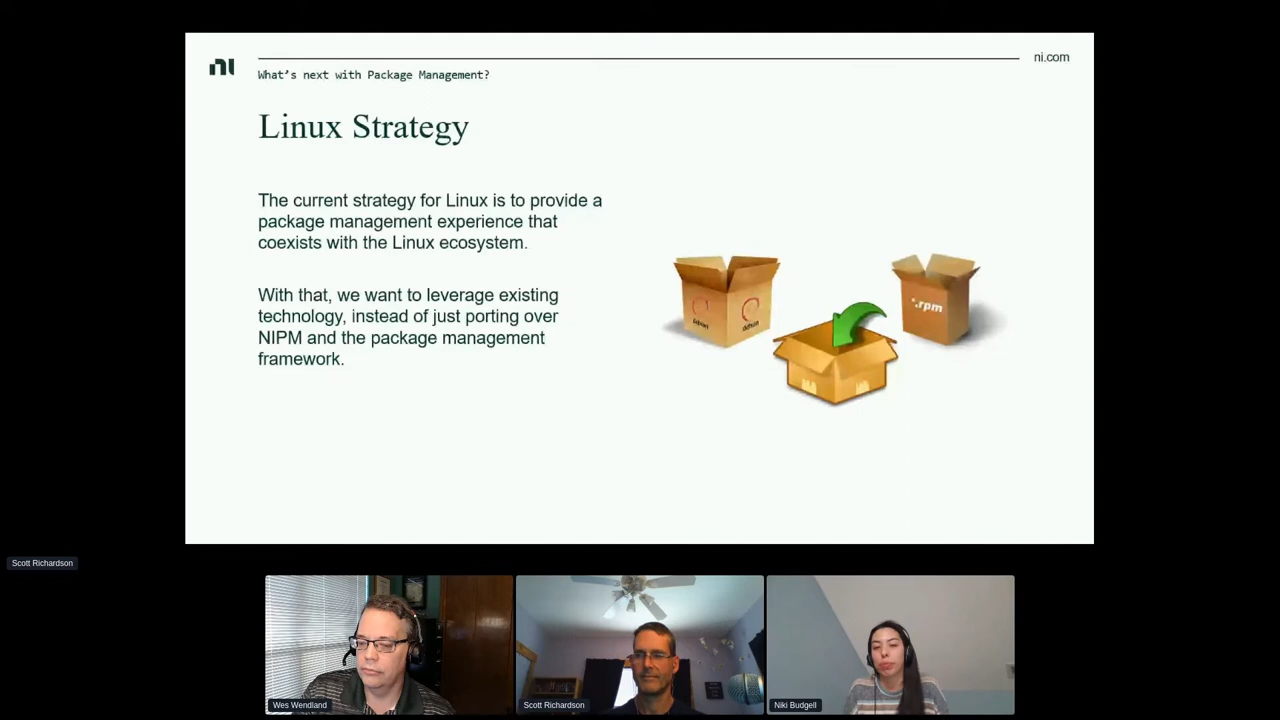 ni
ni.com
What's next with Package Management?
Linux Strategy
The current strategy for Linux is to provide a
package management experience that
coexists with the Linux ecosystem.
With that, we want to leverage existing
technology, instead of just porting over
NIPM and the package management
framework.
debian
debian
.rpm
Scott Richardson
Wes Wendland
Scott Richardson
Niki Budgell